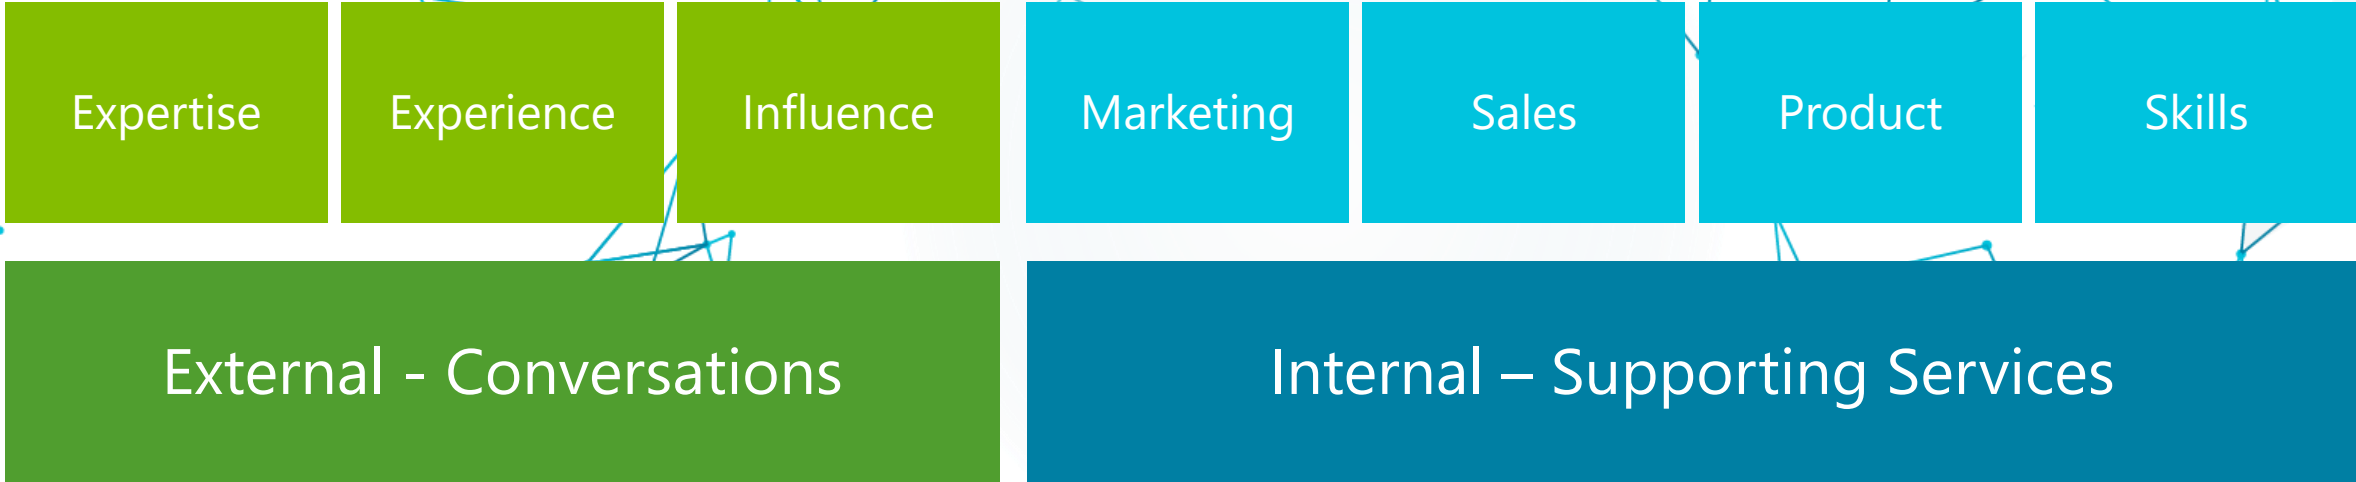 Expertise
Experience
Influence
Marketing
Sales
Product
Skills
External - Conversations
Internal – Supporting Services